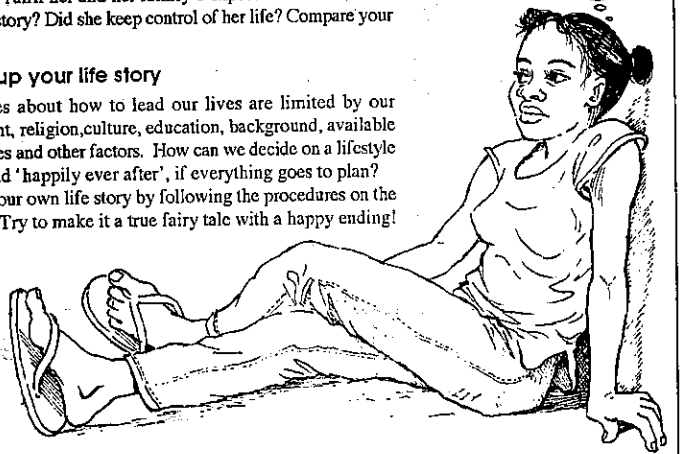 story? Did she keep control of her life? Compare your
up your life story
es about how to lead our lives are limited by our
nt, religion,culture, education, background, available
es and other factors. How can we decide on a lifestyle
d 'happily ever after', if everything goes to plan?
our own life story by following the procedures on the
Try to make it a true fairy tale with a happy ending!